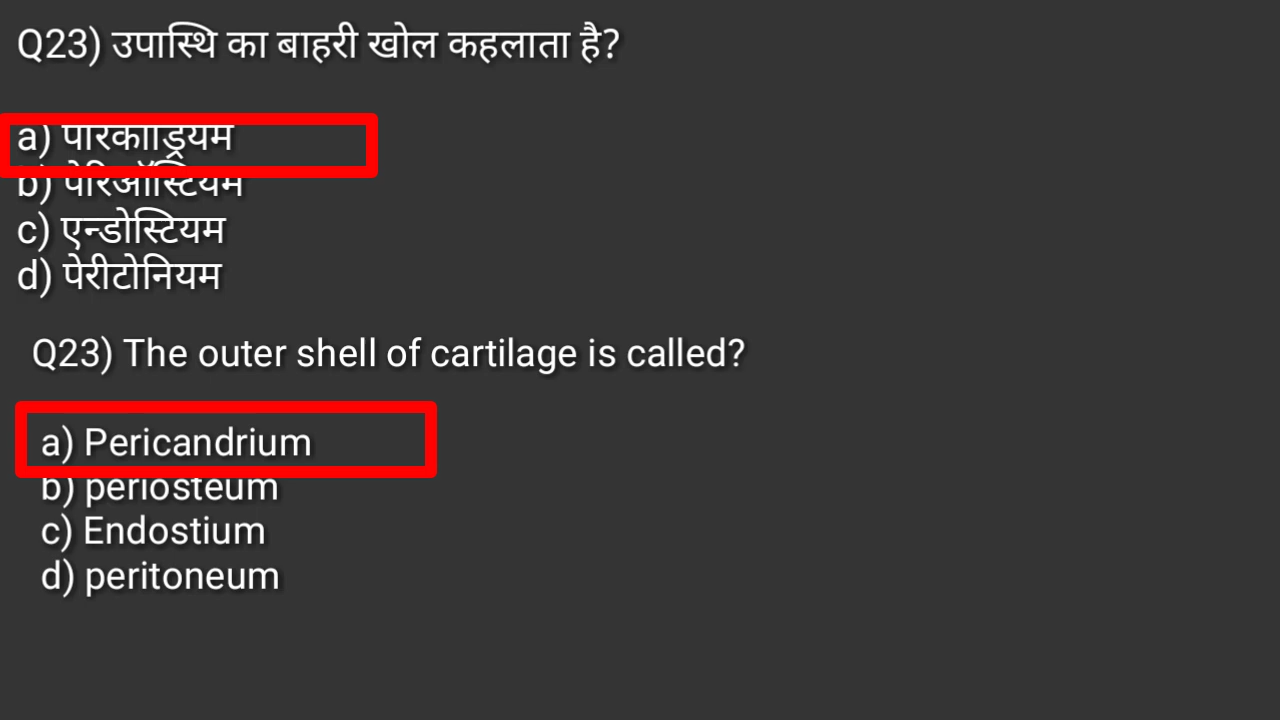 Q23) उपास्थि का बाहरी खोल कहलाता है?
a) पेरिकांड्रियम
b) पेरिऑस्टियम
c) एन्डोस्टियम
d) पेरीटोनियम
Q23) The outer shell of cartilage is called?
a) Pericandrium
b) periosteum
c) Endostium
d) peritoneum